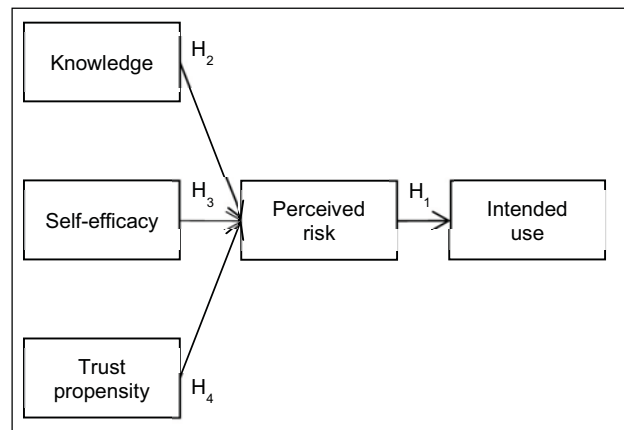 Knowledge
H2
Self-efficacy
H3
Perceived
risk
H1
Intended
use
Trust
propensity
H4